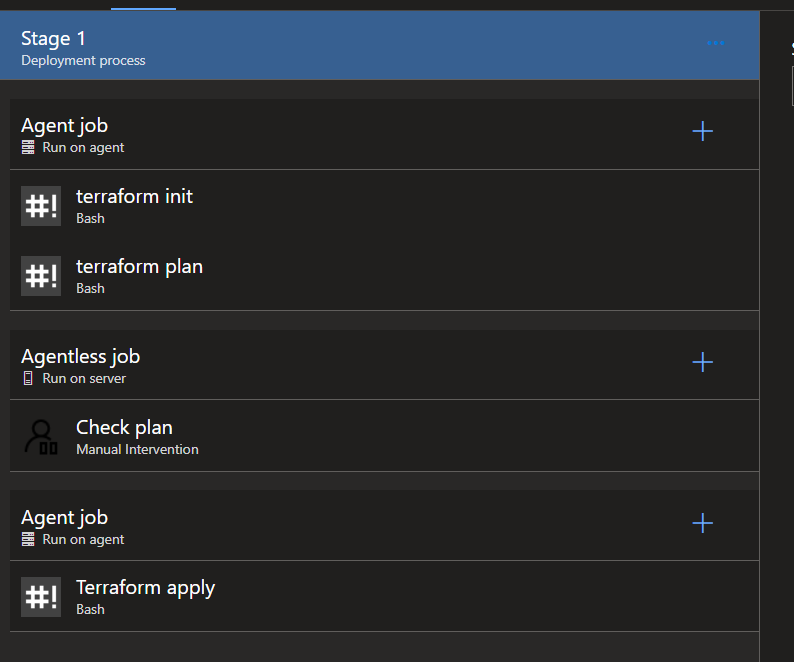 Stage 1
Deployment process
Agent job
Run on agent
#!
terraform init
Bash
#!
terraform plan
Bash
Agentless job
Run on server
Check plan
Manual Intervention
Agent job
Run on agent
#!
Terraform apply
Bash